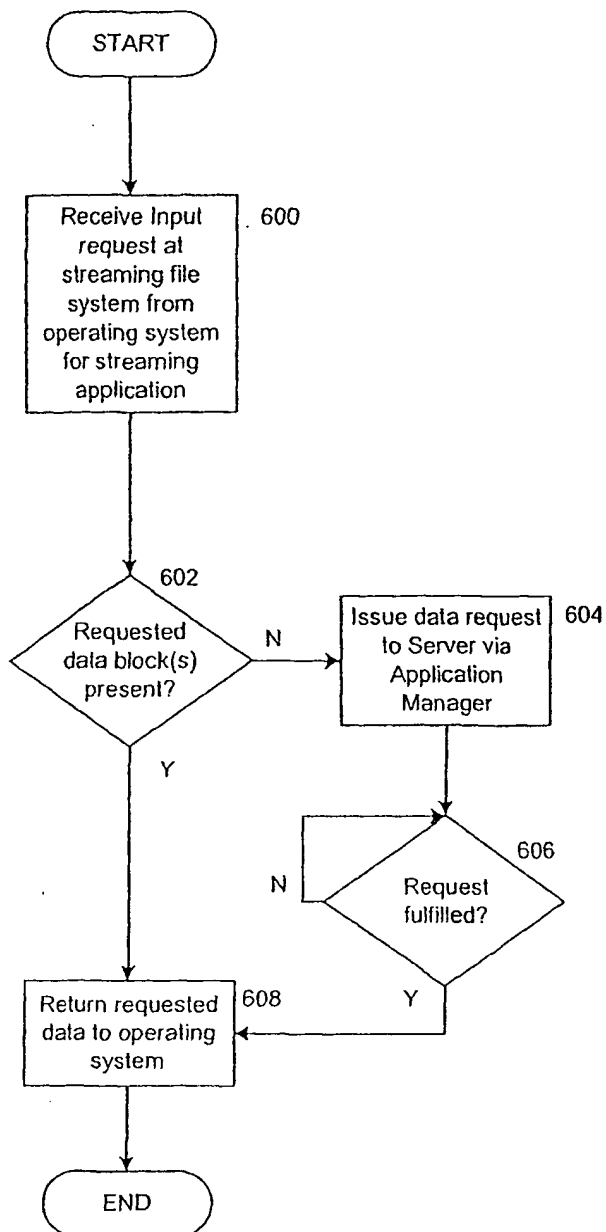 START
Receive Input
request at
streaming file
system from
operating system
for streaming
application
600
602
Requested
data block(s)
present?
N
Y
Issue data request
to Server via
Application
Manager
604
606
Request
fulfilled?
N
Y
Return requested
data to operating
system
608
END